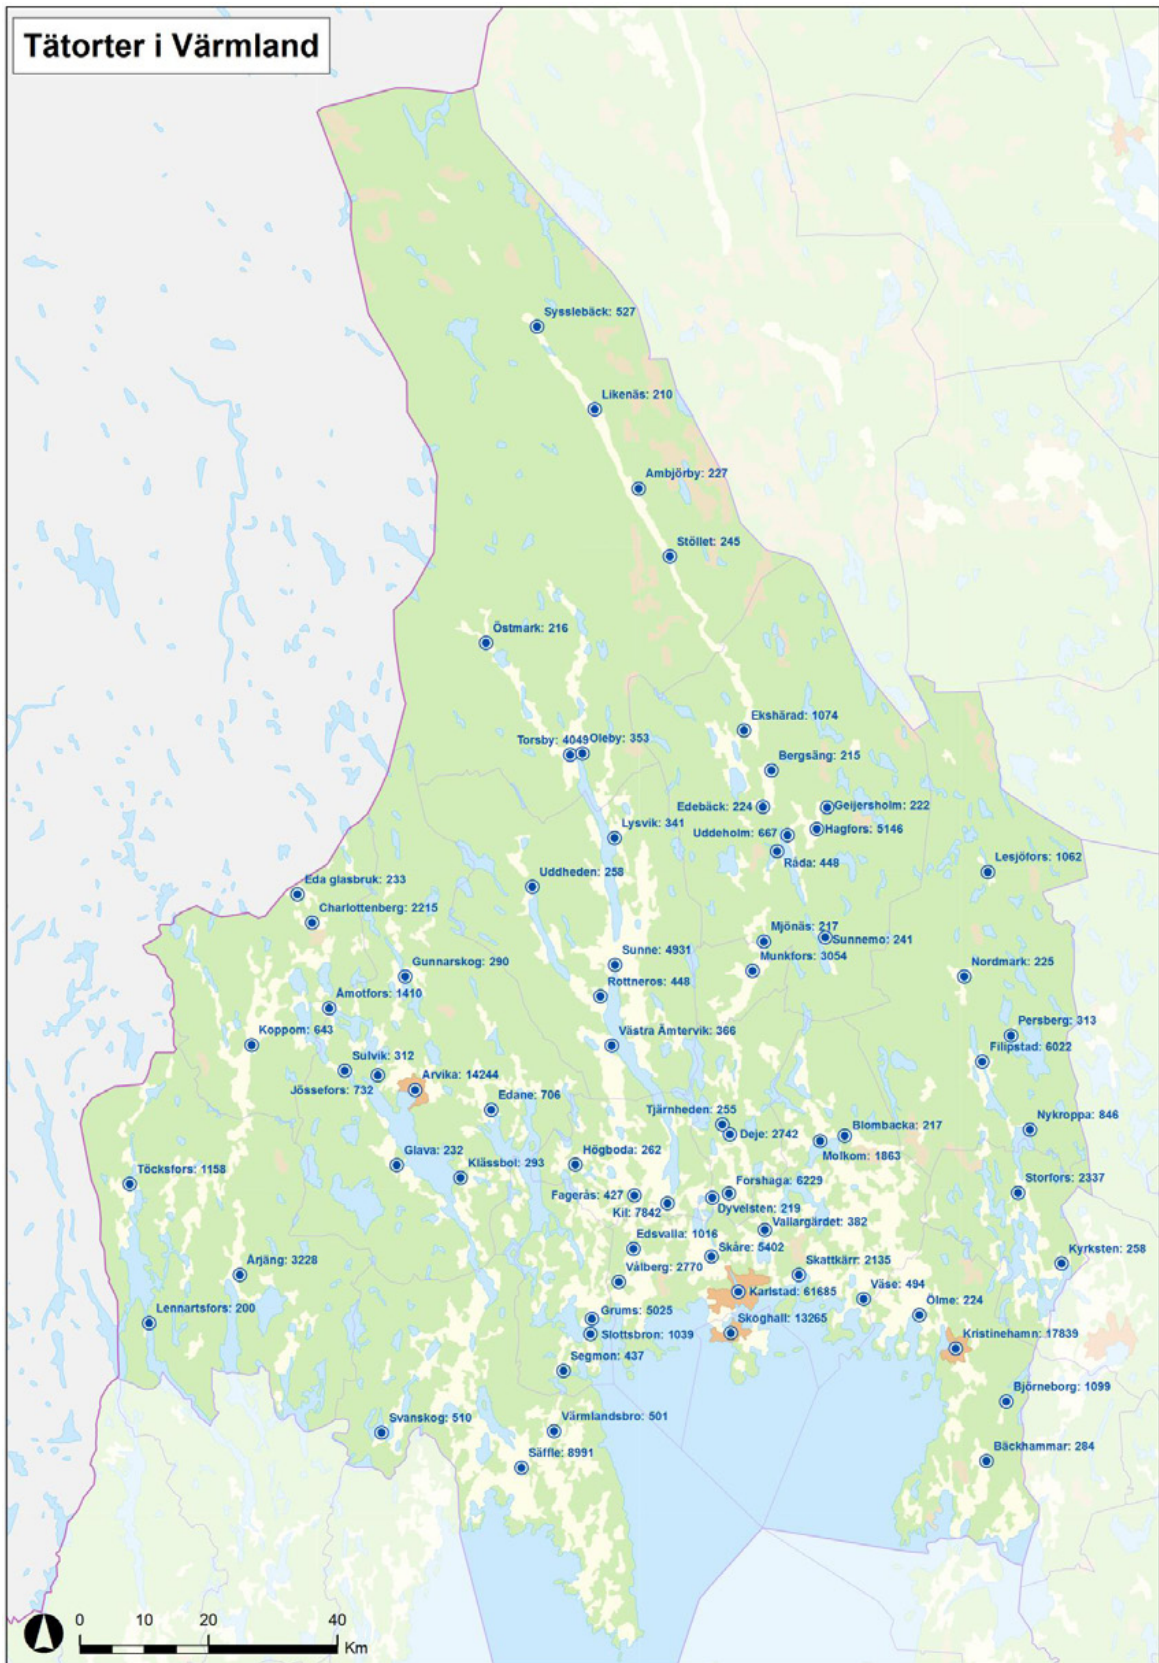 Tätorter i Värmland
Sysslebäck: 527
Likenäs: 210
Ambjörby: 227
Stöllet: 245
Östmark: 216
Ekshärad: 1074
Torsby: 4049
Oleby: 353
Bergsäng: 215
Edebäck: 224
Geijersholm: 222
Lysvik: 341
Uddeholm: 667
Hagfors: 5146
Råda: 448
Lesjöfors: 1062
Uddheden: 258
Eda glasbruk: 233
Charlottenberg: 2215
Mjönäs: 217
Sunnemo: 241
Sunne: 4931
Munkfors: 3054
Gunnarskog: 290
Nordmark: 225
Rottneros: 448
Åmotfors: 1410
Koppom: 643
Västra Ämtervik: 366
Persberg: 313
Filipstad: 6022
Sulvik: 312
Jössefors: 732
Arvika: 14244
Edane: 706
Tjärnheden: 255
Deje: 2742
Blombacka: 217
Nykroppa: 846
Molkom: 1863
Glava: 232
Klässbol: 293
Högboda: 262
Töcksfors: 1158
Storfors: 2337
Fagerås: 427
Forshaga: 6229
Kil: 7842
Dyvelsten: 219
Vallargärdet: 382
Edsvalla: 1016
Skåre: 5402
Skattkärr: 2135
Kyrksten: 258
Årjäng: 3228
Vålberg: 2770
Karlstad: 61685
Väse: 494
Ölme: 224
Lennartsfors: 200
Grums: 5025
Slottsbron: 1039
Skoghall: 13265
Kristinehamn: 17839
Segmon: 437
Björneborg: 1099
Svanskog: 510
Värmlandsbro: 501
Säffle: 8991
Bäckhammar: 284
0 10 20 40
Km